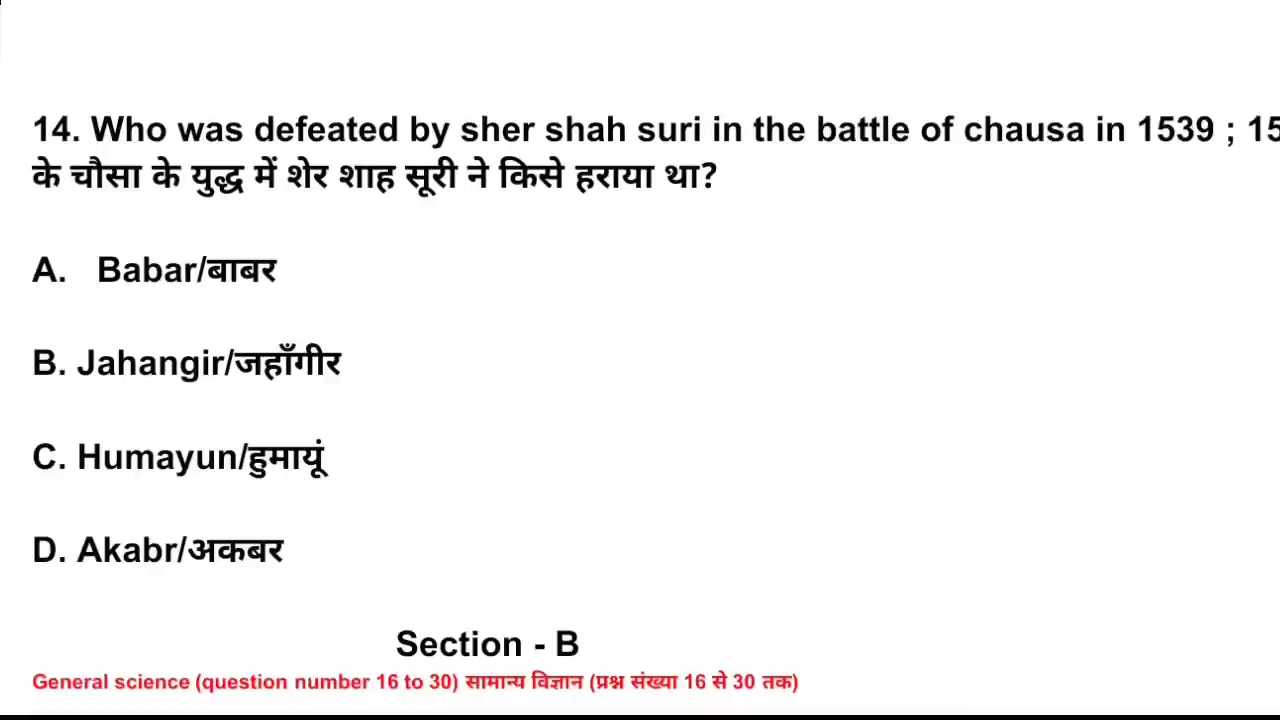 14. Who was defeated by sher shah suri in the battle of chausa in 1539 ; 15
के चौसा के युद्ध में शेर शाह सूरी ने किसे हराया था?
A. Babar/बाबर
B. Jahangir/जहाँगीर
C. Humayun/हुमायूं
D. Akabr/अकबर
Section - B
General science (question number 16 to 30) सामान्य विज्ञान (प्रश्न संख्या 16 से 30 तक)